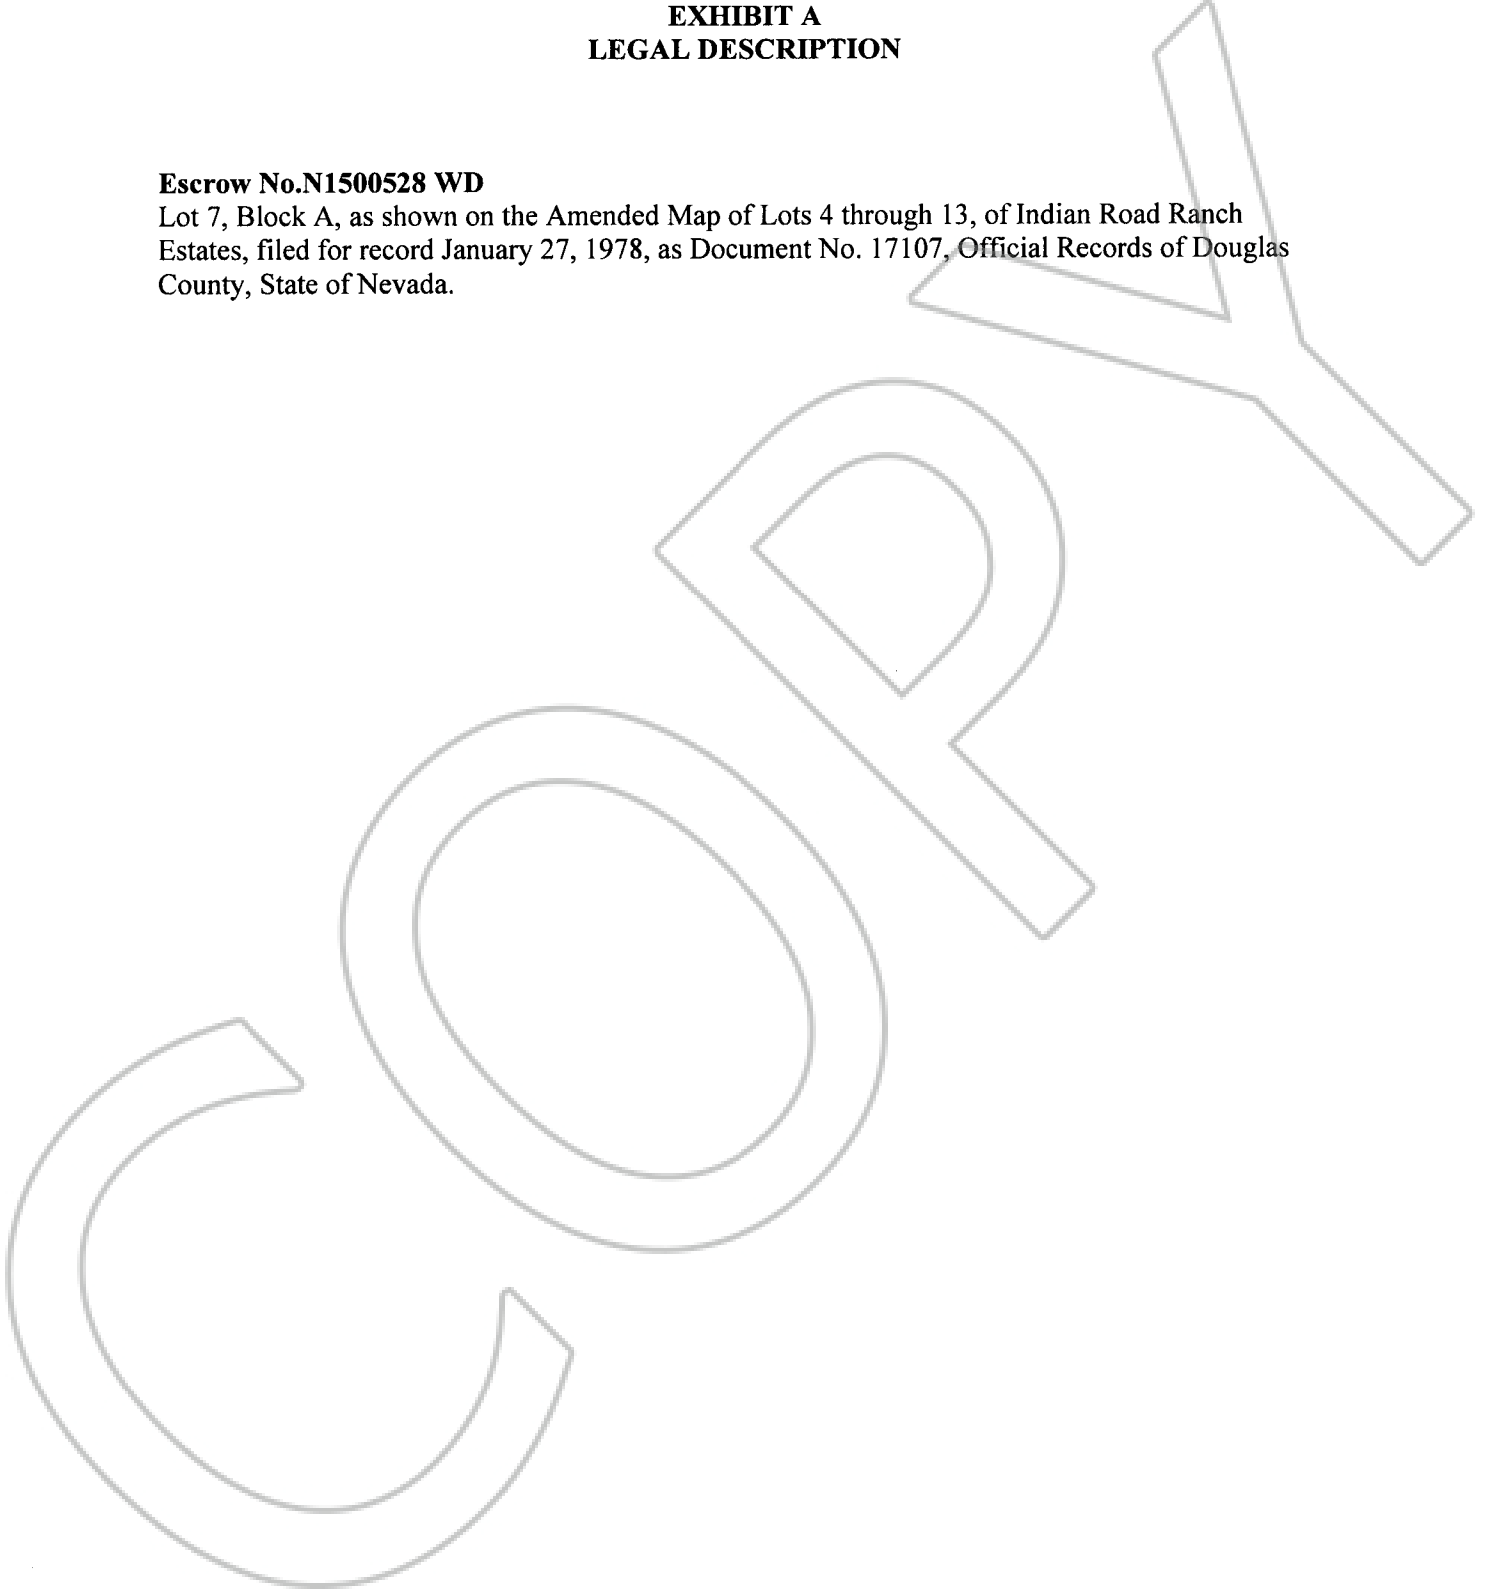 EXHIBIT A
LEGAL DESCRIPTION
Escrow No.N1500528 WD
Lot 7, Block A, as shown on the Amended Map of Lots 4 through 13, of Indian Road Ranch
Estates, filed for record January 27, 1978, as Document No. 17107, Official Records of Douglas
County, State of Nevada.
COPY